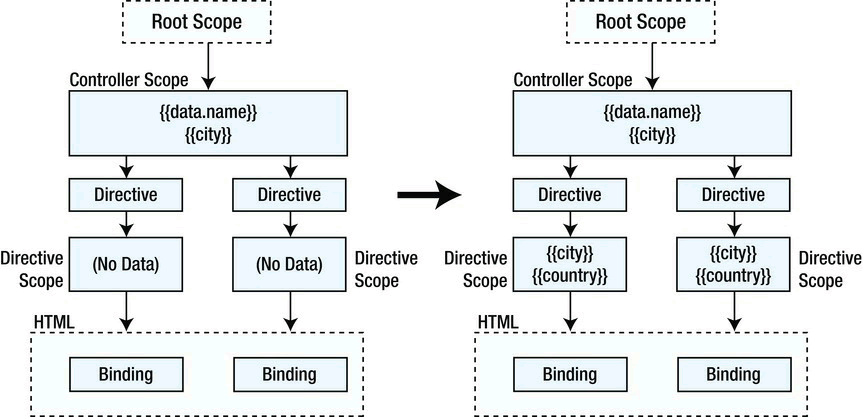 Root Scope
Controller Scope
{{data.name}}
{{city}}
Directive
Directive
Directive
Scope
(No Data)
(No Data)
Directive
Scope
HTML
Binding
Binding
Root Scope
Controller Scope
{{data.name}}
{{city}}
Directive
Directive
Directive
Scope
{{city}}
{{country}}
{{city}}
{{country}}
Directive
Scope
HTML
Binding
Binding